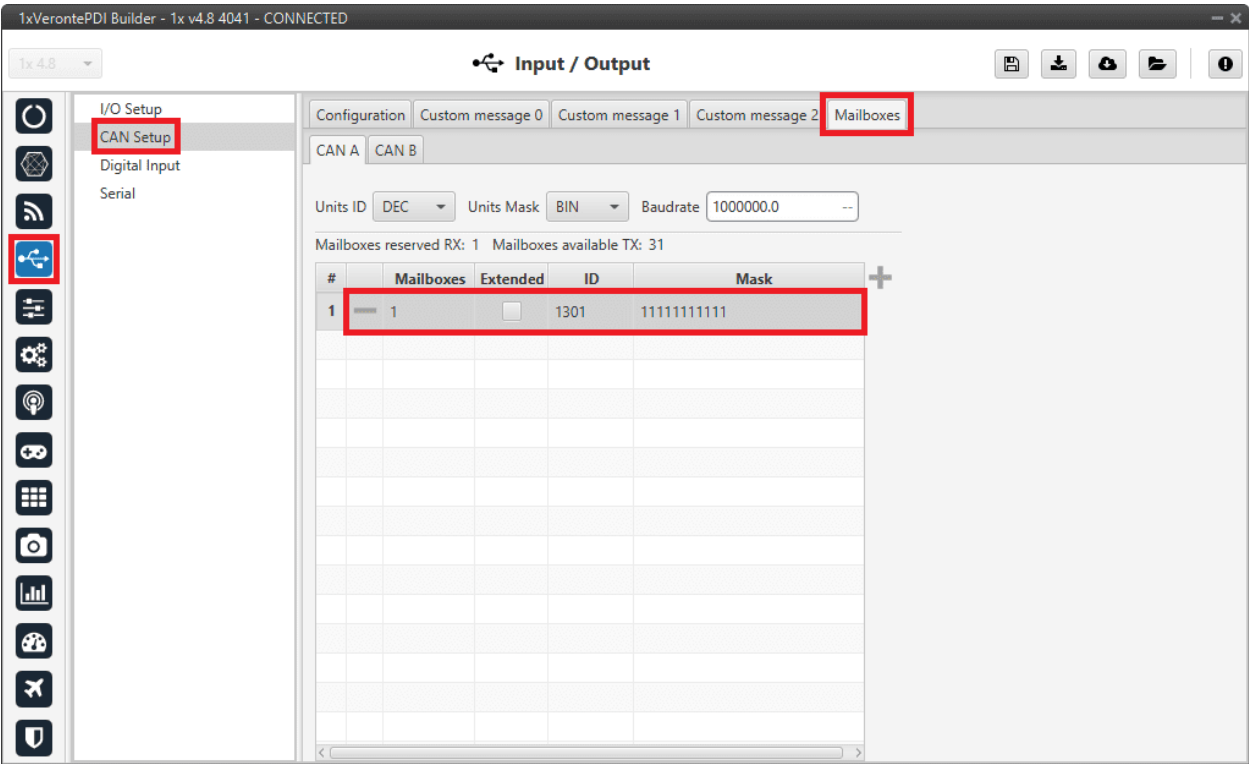 1xVerontePDI Builder - 1x v4.8 4041 - CONNECTED
1x 4.8
Input / Output
I/O Setup
CAN Setup
Digital Input
Serial
Configuration Custom message 0 Custom message 1 Custom message 2 Mailboxes
CAN A CAN B
Units ID DEC Units Mask BIN Baudrate 1000000.0 --
Mailboxes reserved RX: 1 Mailboxes available TX: 31
# Mailboxes Extended ID Mask
1 1 1301 11111111111